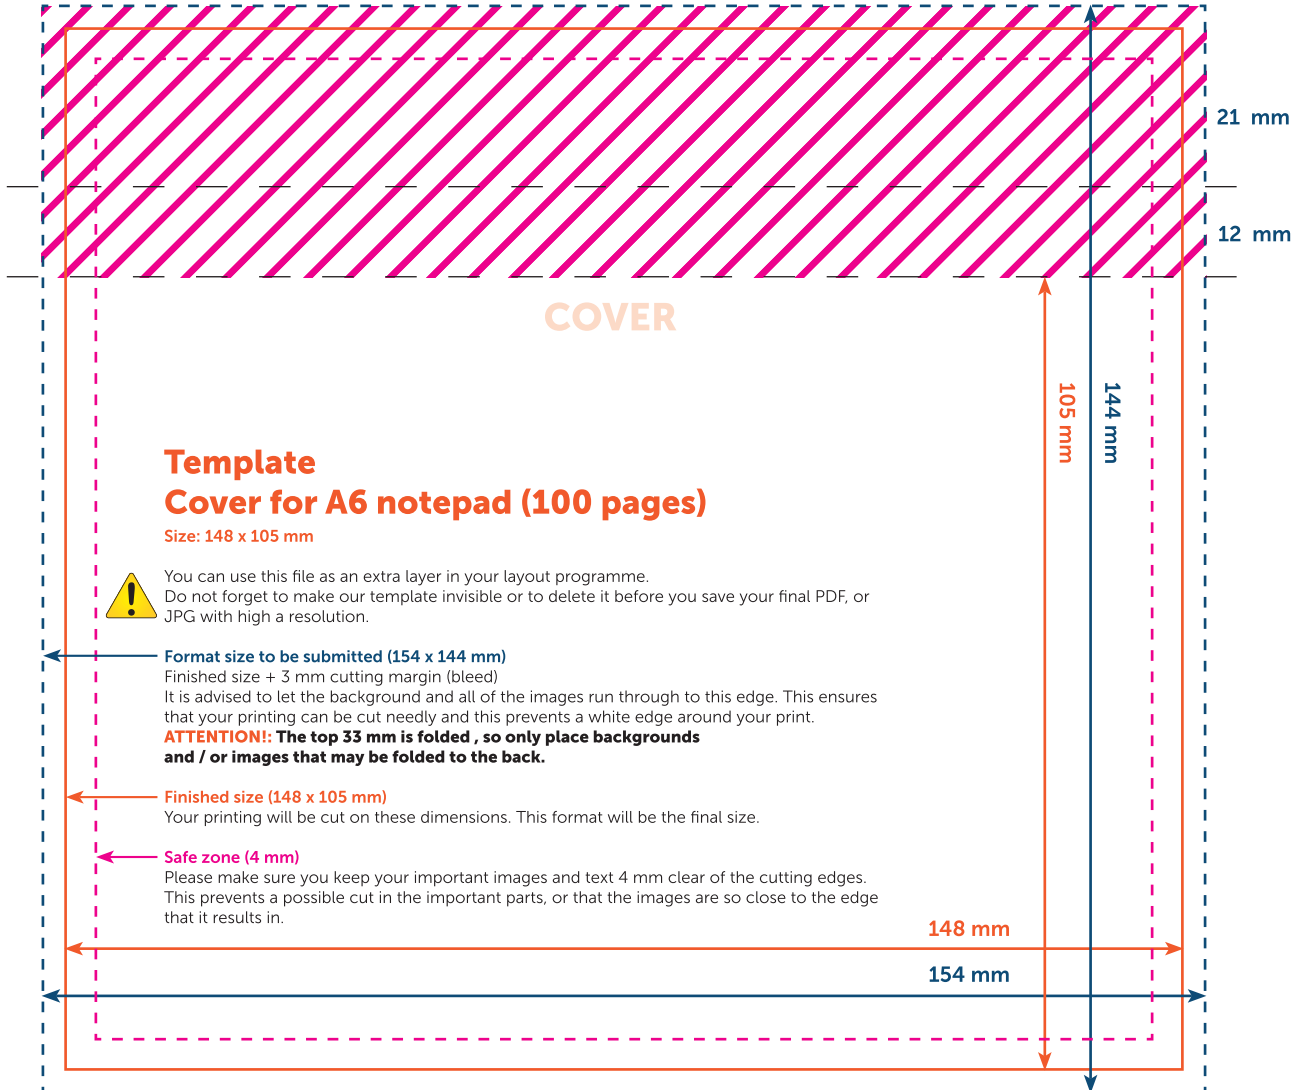 21 mm
12 mm
COVER
105 mm
144 mm
Template
Cover for A6 notepad (100 pages)
Size: 148 x 105 mm
You can use this file as an extra layer in your layout programme.
Do not forget to make our template invisible or to delete it before you save your final PDF, or
JPG with high a resolution.
Format size to be submitted (154 x 144 mm)
Finished size + 3 mm cutting margin (bleed)
It is advised to let the background and all of the images run through to this edge. This ensures
that your printing can be cut needly and this prevents a white edge around your print.
ATTENTION!: The top 33 mm is folded , so only place backgrounds
and / or images that may be folded to the back.
Finished size (148 x 105 mm)
Your printing will be cut on these dimensions. This format will be the final size.
Safe zone (4 mm)
Please make sure you keep your important images and text 4 mm clear of the cutting edges.
This prevents a possible cut in the important parts, or that the images are so close to the edge
that it results in.
148 mm
154 mm